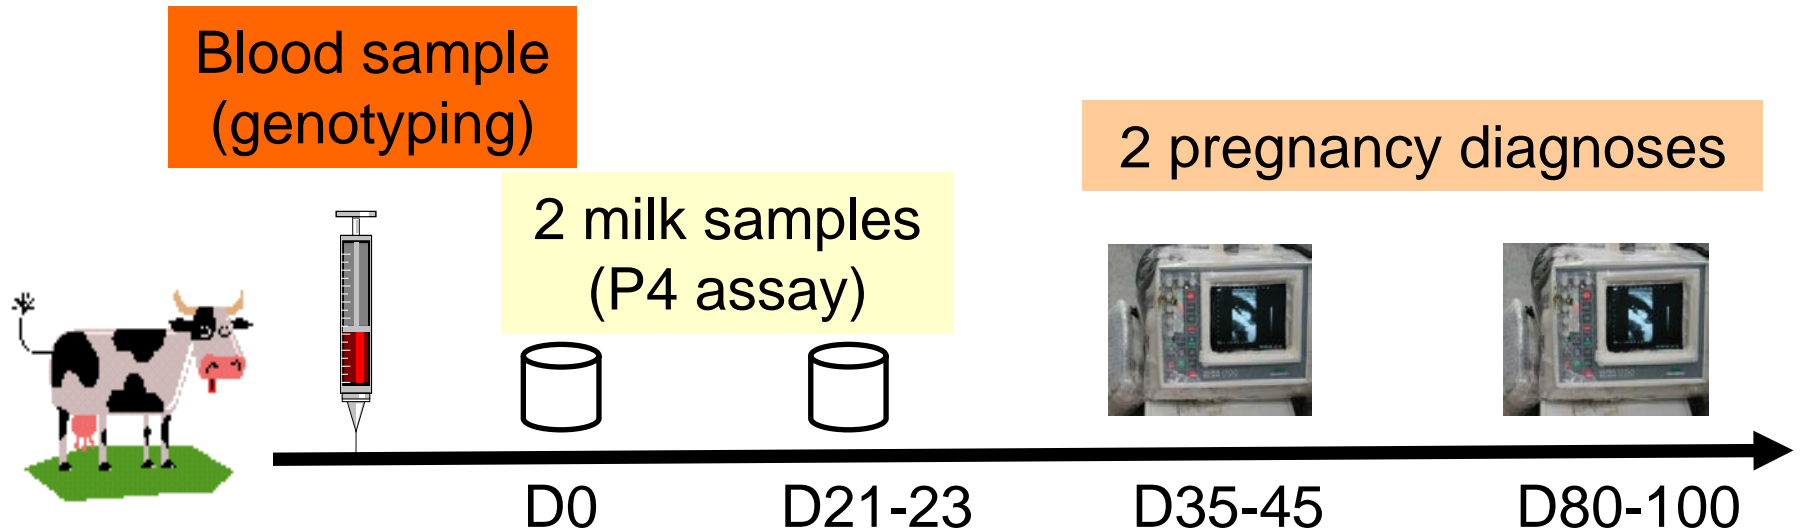 Blood sample
(genotyping)
2 milk samples
(P4 assay)
2 pregnancy diagnoses
D0
D21-23
D35-45
D80-100